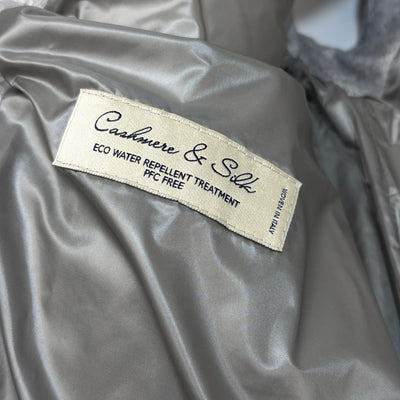 Cashmere & Silk
ECO WATER REPELLENT TREATMENT
PFC FREE
WOVEN IN ITALY